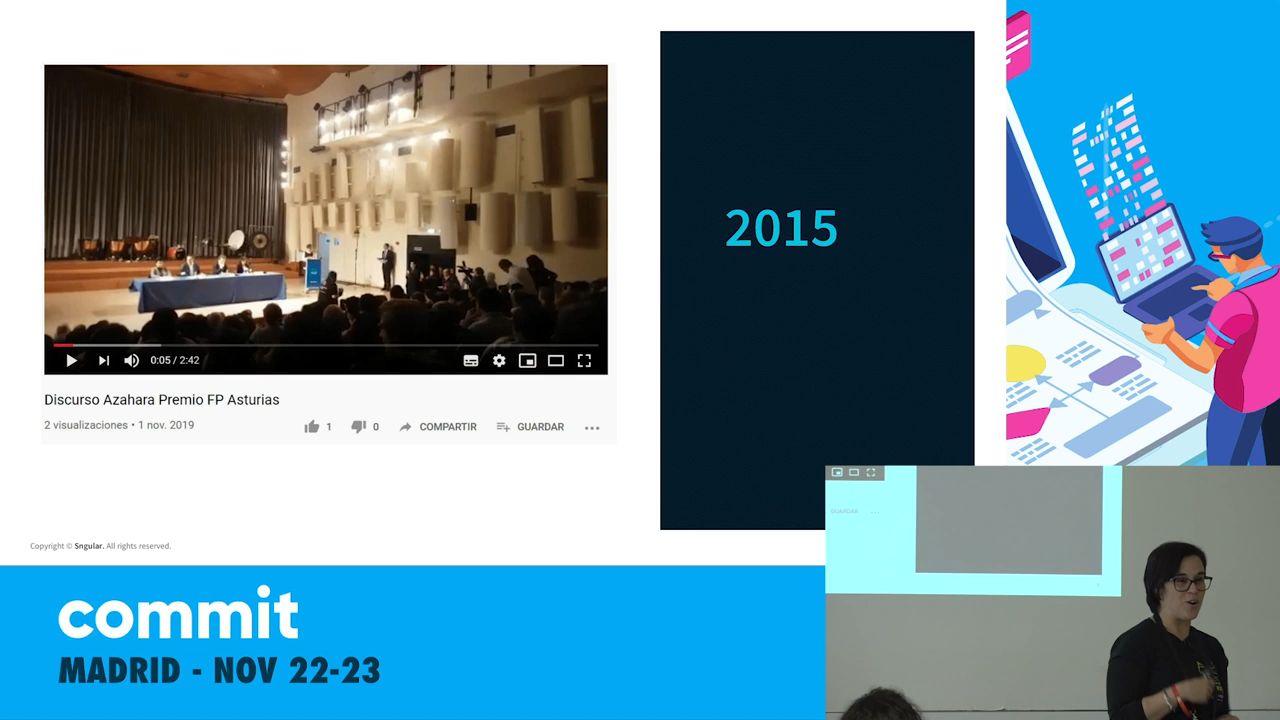 2015
0:05 / 2:42
Discurso Azahara Premio FP Asturias
2 visualizaciones • 1 nov. 2019
1
0
COMPARTIR
GUARDAR
Copyright © Sngular. All rights reserved.
GUARDAR
commit
MADRID - NOV 22-23